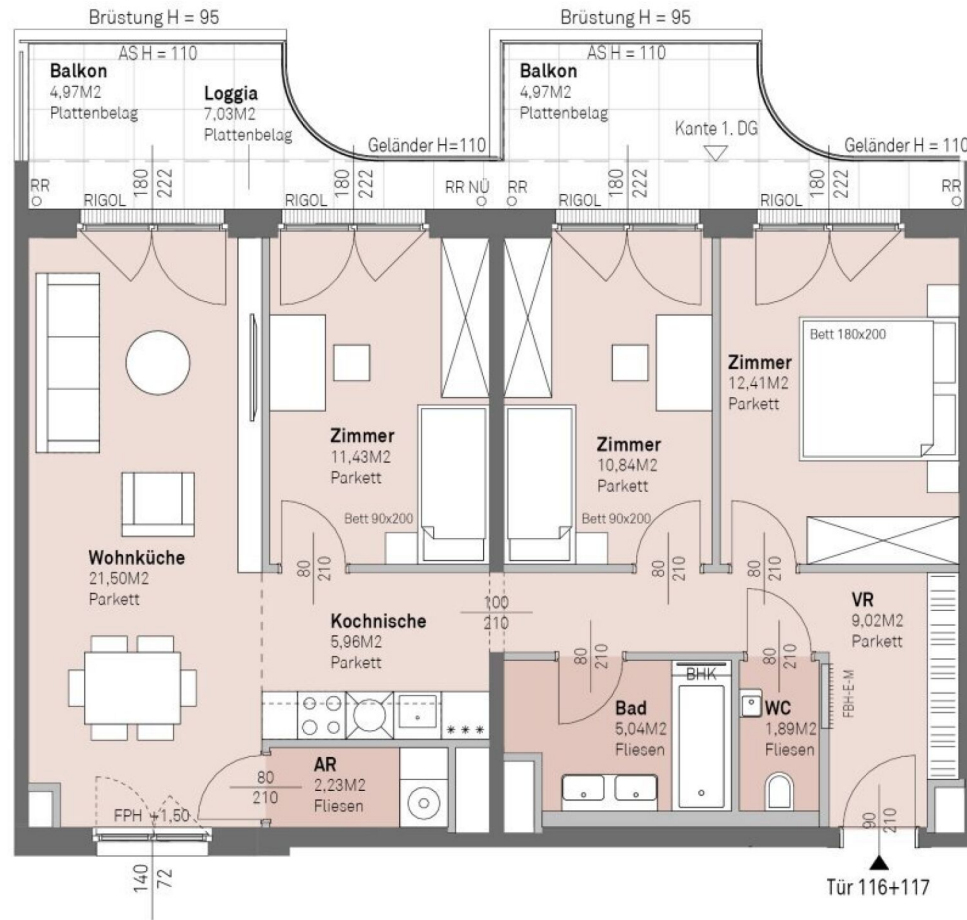 Brüstung H = 95
Brüstung H = 95
AS H = 110
AS H = 110
Balkon
4,97M2
Plattenbelag
Loggia
7,03M2
Plattenbelag
Balkon
4,97M2
Plattenbelag
Kante 1. DG
Geländer H=110
Geländer H = 110
RR
RIGOL
180
222
RIGOL
180
222
RR NÜ
RR
RIGOL
180
222
RIGOL
180
222
RR
Bett 180x200
Zimmer
12,41M2
Parkett
Zimmer
11,43M2
Parkett
Zimmer
10,84M2
Parkett
Bett 90x200
Bett 90x200
Wohnküche
21,50M2
Parkett
80
210
80
210
80
210
Kochnische
5,96M2
Parkett
100
210
VR
9,02M2
Parkett
80
210
80
210
BHK
FBH-E-M
Bad
5,04M2
Fliesen
WC
1,89M2
Fliesen
AR
2,23M2
Fliesen
80
210
FPH +1,50
140
72
90
210
Tür 116+117